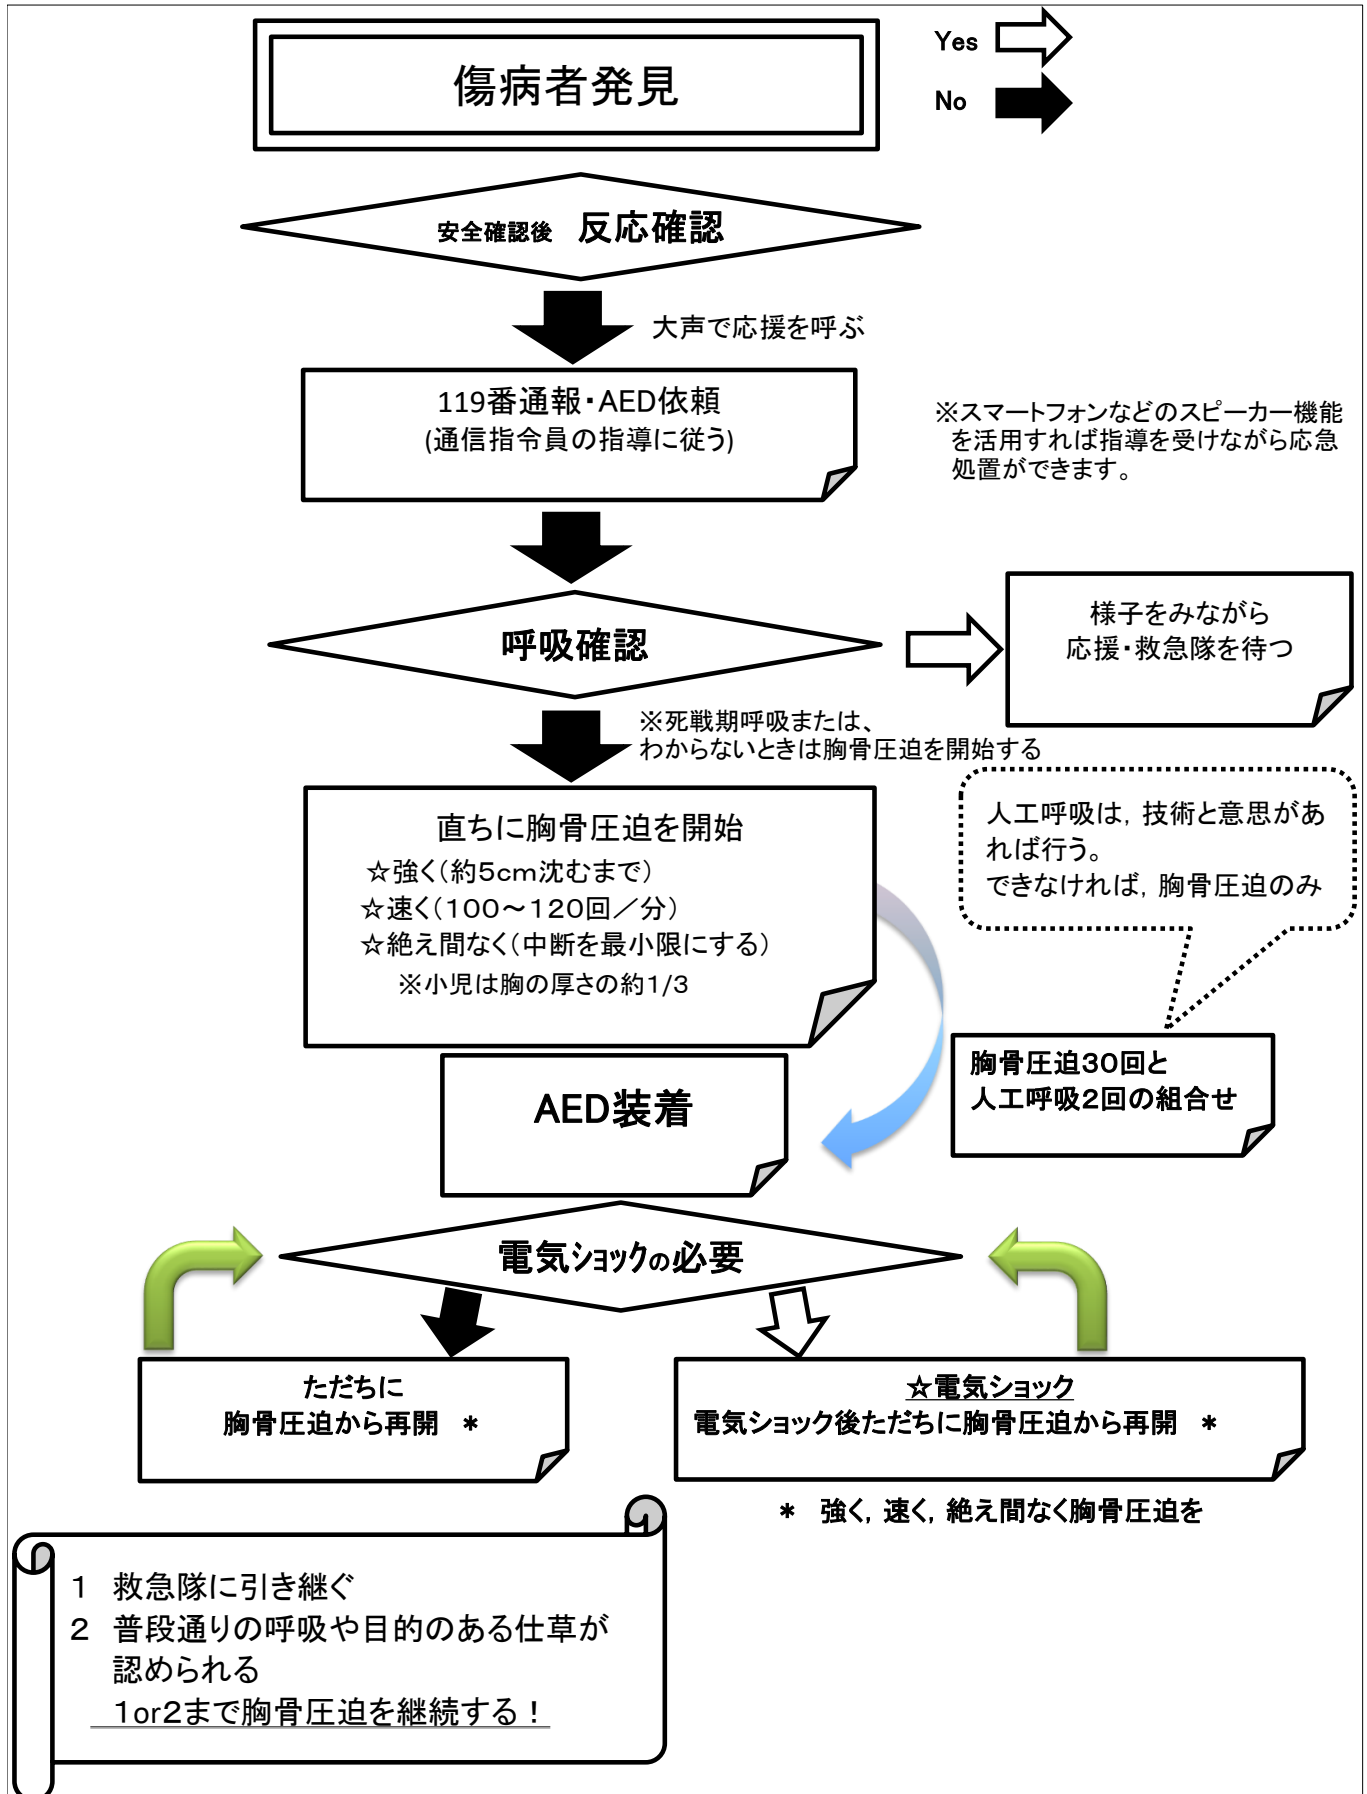 傷病者発見
Yes
No
安全確認後 反応確認
大声で応援を呼ぶ
119番通報・AED依頼
(通信指令員の指導に従う)
※スマートフォンなどのスピーカー機能
を活用すれば指導を受けながら応急
処置ができます。
呼吸確認
様子をみながら
応援・救急隊を待つ
※死戦期呼吸または、
わからないときは胸骨圧迫を開始する
直ちに胸骨圧迫を開始
☆強く(約5cm沈むまで)
☆速く(100～120回／分)
☆絶え間なく(中断を最小限にする)
※小児は胸の厚さの約1/3
人工呼吸は, 技術と意思があ
れば行う。
できなければ, 胸骨圧迫のみ
胸骨圧迫30回と
人工呼吸2回の組合せ
AED装着
電気ショックの必要
ただちに
胸骨圧迫から再開 *
☆電気ショック
電気ショック後ただちに胸骨圧迫から再開 *
* 強く, 速く, 絶え間なく胸骨圧迫を
1 救急隊に引き継ぐ
2 普段通りの呼吸や目的のある仕草が
認められる
1or2まで胸骨圧迫を継続する！